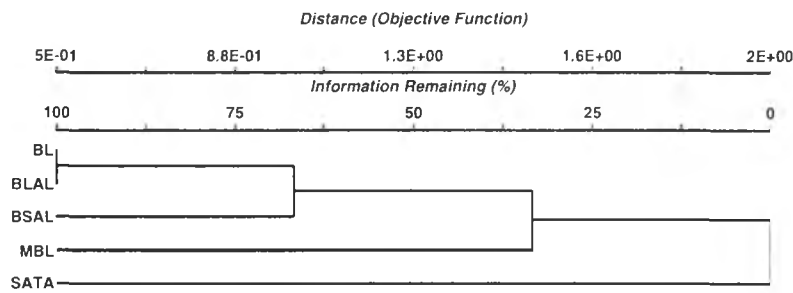 Distance (Objective Function)
5E-01 8.8E-01 1.3E+00 1.6E+00 2E+00
Information Remaining (%)
100 75 50 25 0
BL
BLAL
BSAL
MBL
SATA